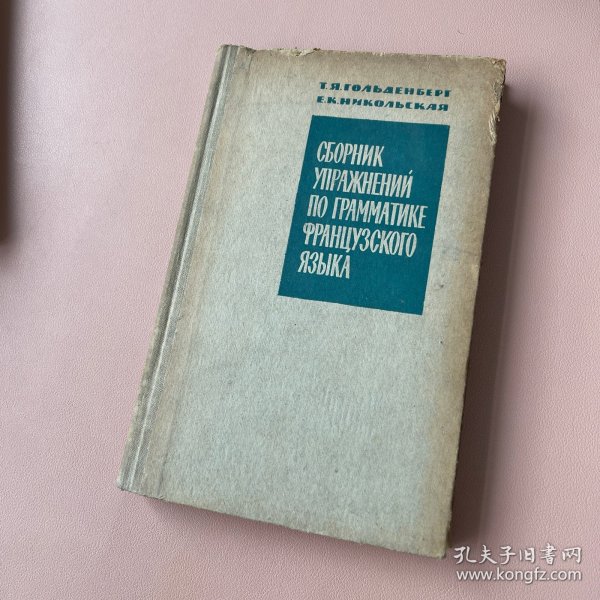 Т.Я.ГОЛЬДЕНБЕРГ
Е.К.НИКОЛЬСКАЯ
СБОРНИК
УПРАЖНЕНИЙ
ПО ГРАММАТИКЕ
ФРАНЦУЗСКОГО
ЯЗЫКА
孔夫子旧书网
www.kongfz.com